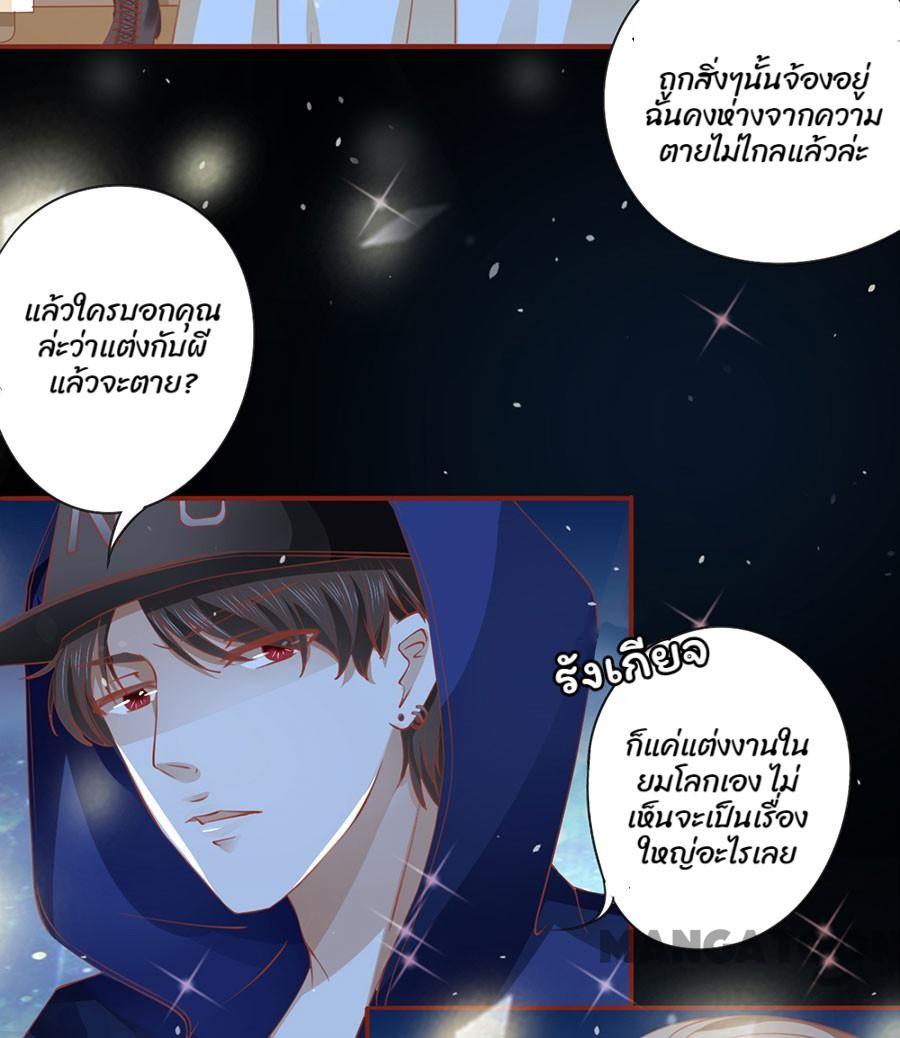 ถูกสิ่งๆนั้นจ้องอยู่
ฉันคงห่างจากความ
ตายไม่ไกลแล้วล่ะ
แล้วใครบอกคุณ
ล่ะว่าแต่งกับผี
แล้วจะตาย?
รังเกียจ
ก็แค่แต่งงานใน
ยมโลกเอง ไม่
เห็นจะเป็นเรื่อง
ใหญ่อะไรเลย
MANGATOON